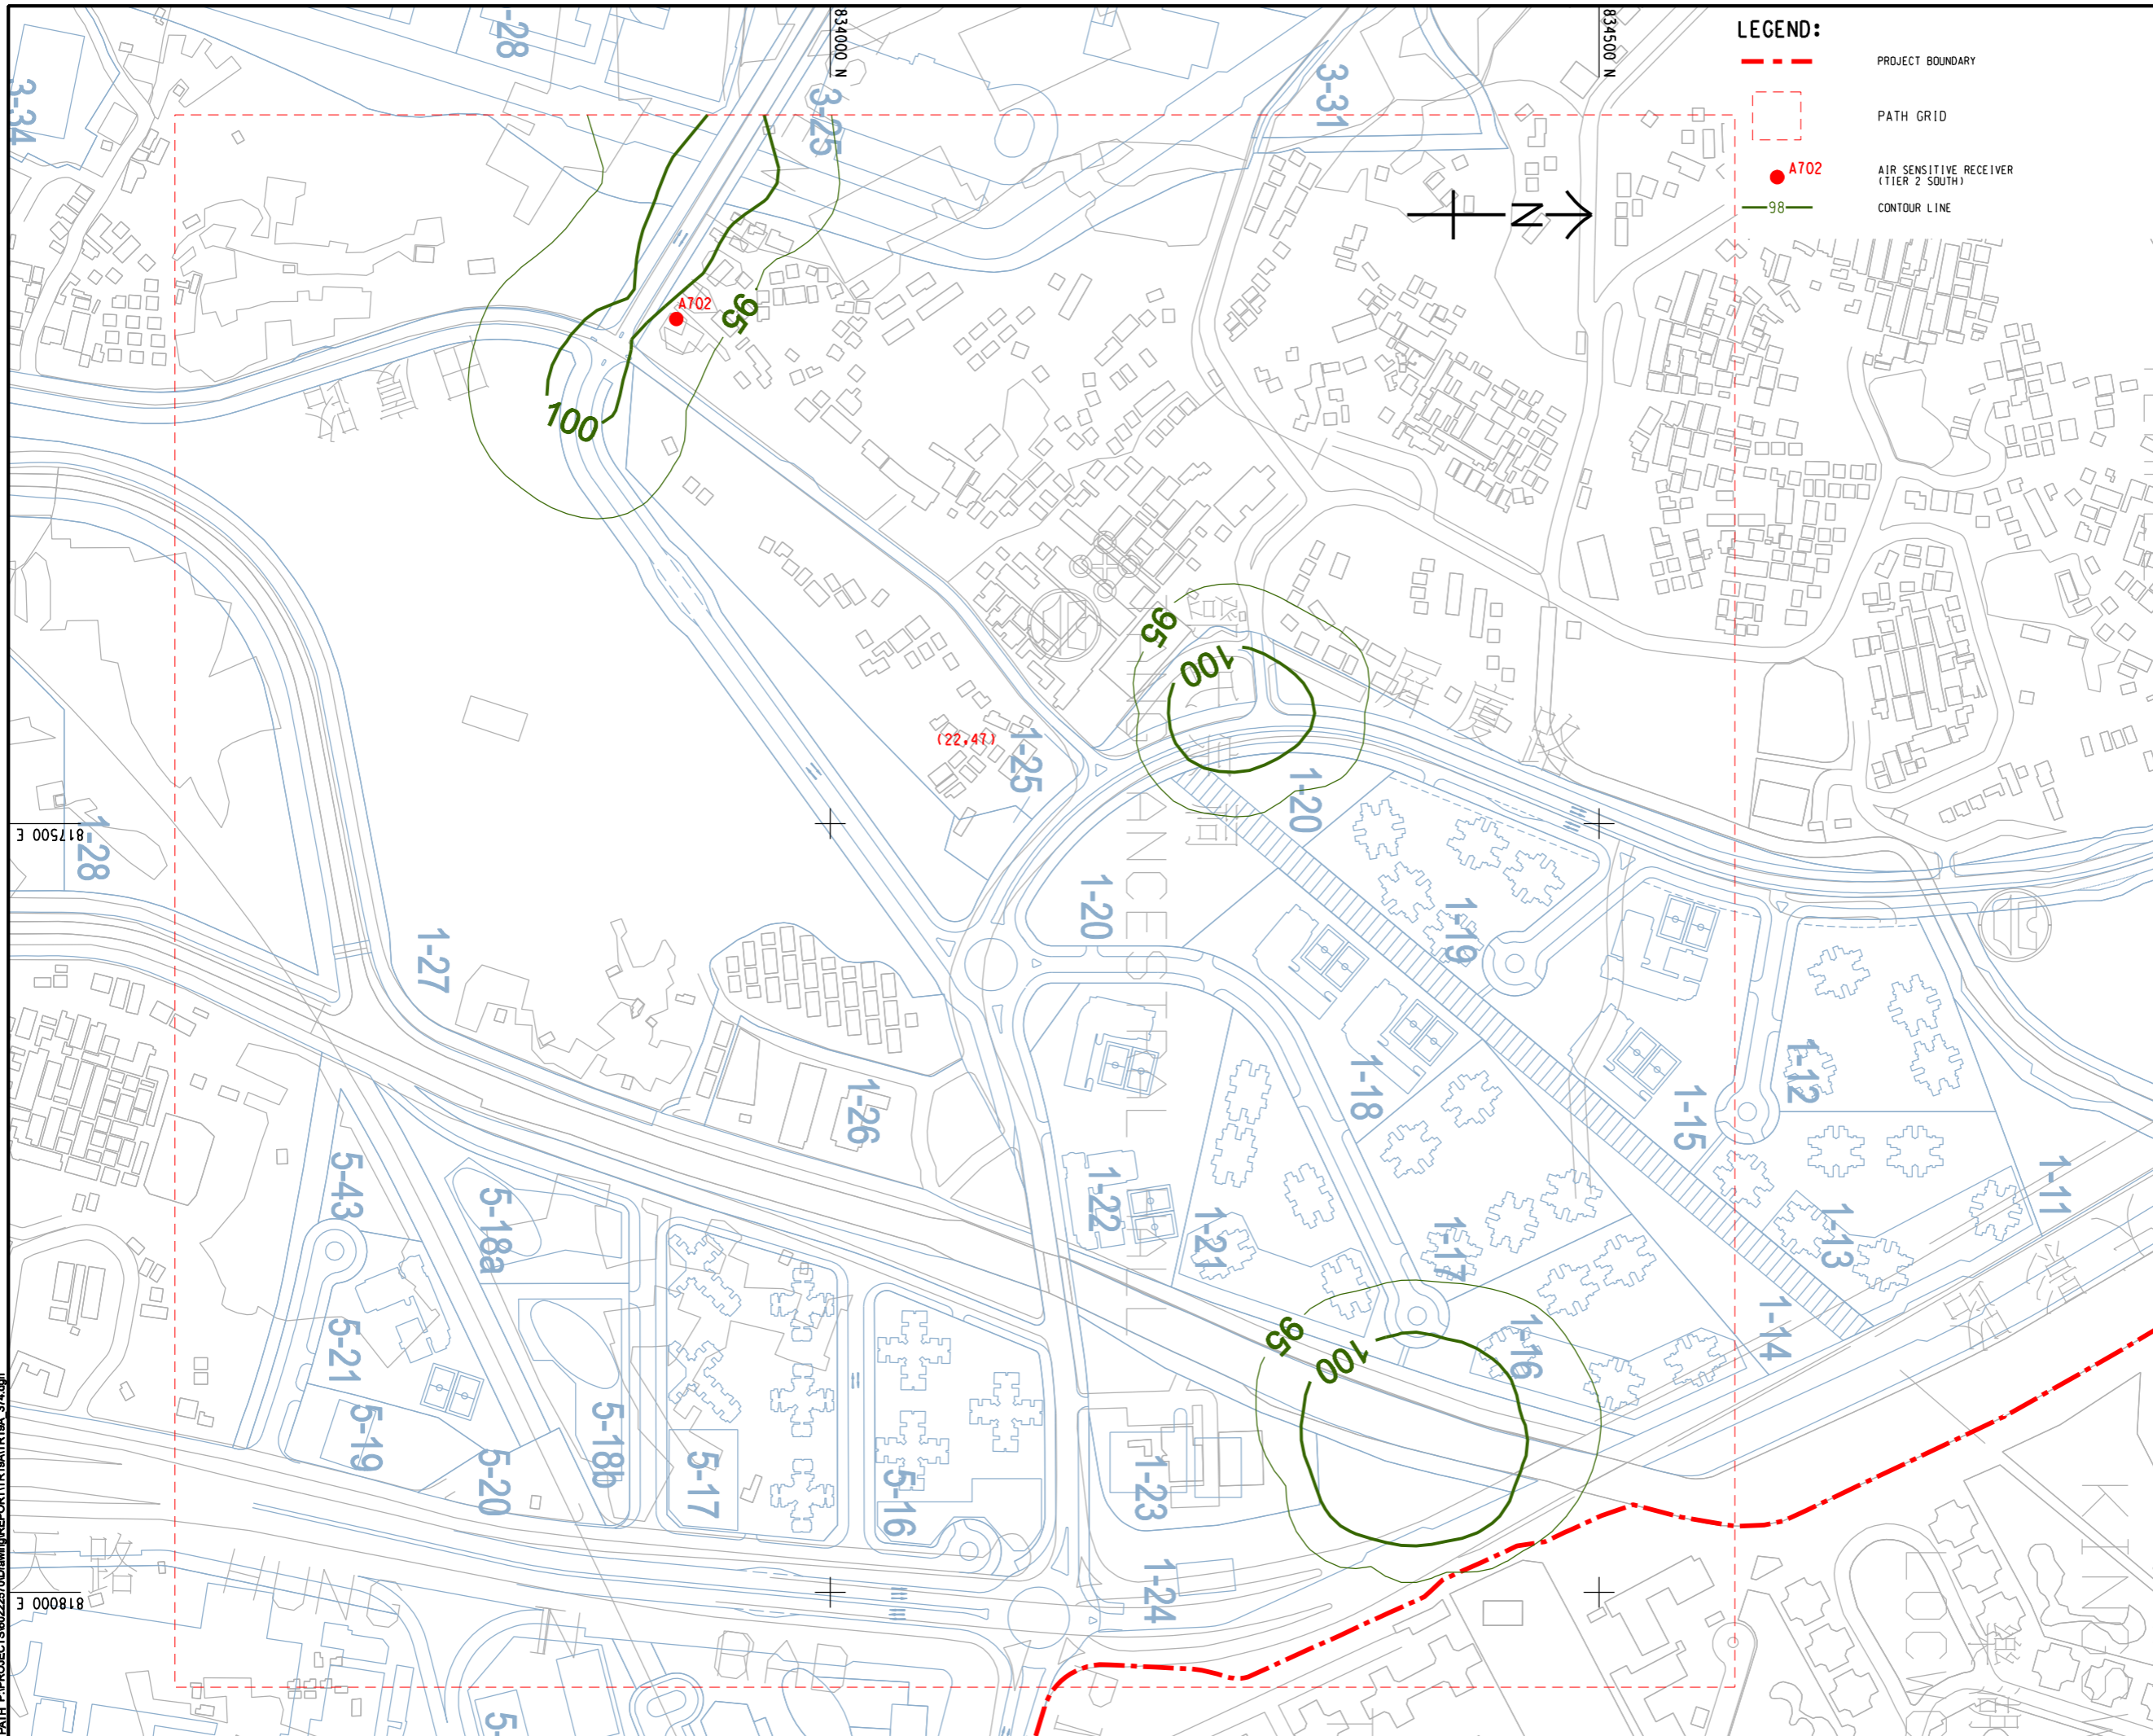 LEGEND:
PROJECT BOUNDARY
PATH GRID
A702
AIR SENSITIVE RECEIVER
(TIER 2 SOUTH)
98
CONTOUR LINE
834000 N
834500 N
N
3-34
-28
3-25
3-31
A702
95
100
95
100
(22,47)
1-25
1-20
屏廈路
817500 E
1-28
1-27
1-20
1-19
1-26
1-18
1-15
1-12
5-43
5-18a
1-22
1-21
1-17
1-13
1-11
5-21
95
100
1-16
1-14
5-19
5-20
5-18b
5-17
5-16
1-23
1-24
818000 E
5-